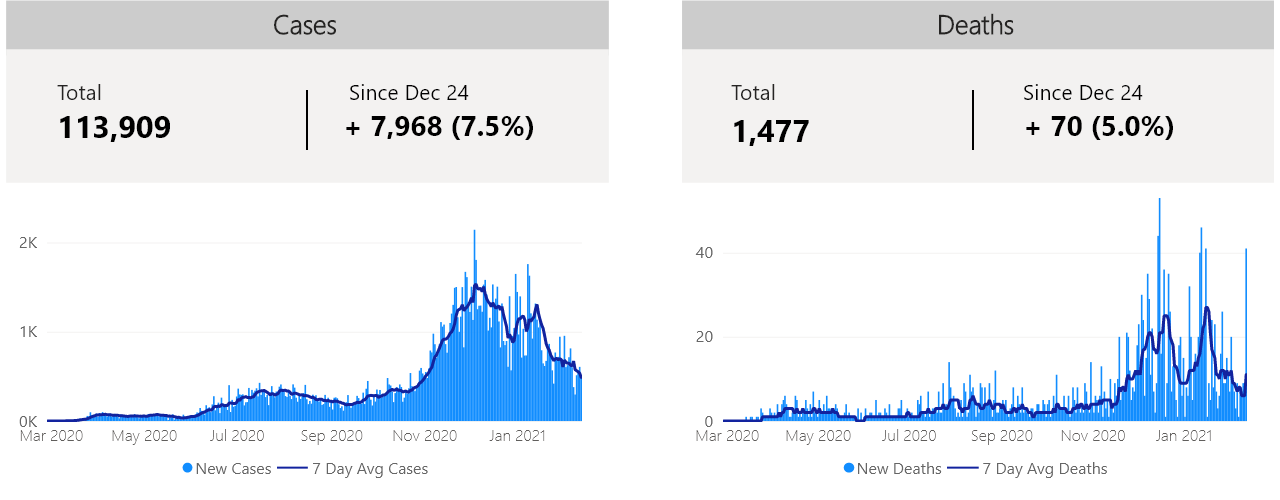 Cases
Total
113,909
Since Dec 24
+ 7,968 (7.5%)
2K
1K
0K
Mar 2020 May 2020 Jul 2020 Sep 2020 Nov 2020 Jan 2021
New Cases 7 Day Avg Cases
Deaths
Total
1,477
Since Dec 24
+ 70 (5.0%)
40
20
0
Mar 2020 May 2020 Jul 2020 Sep 2020 Nov 2020 Jan 2021
New Deaths 7 Day Avg Deaths